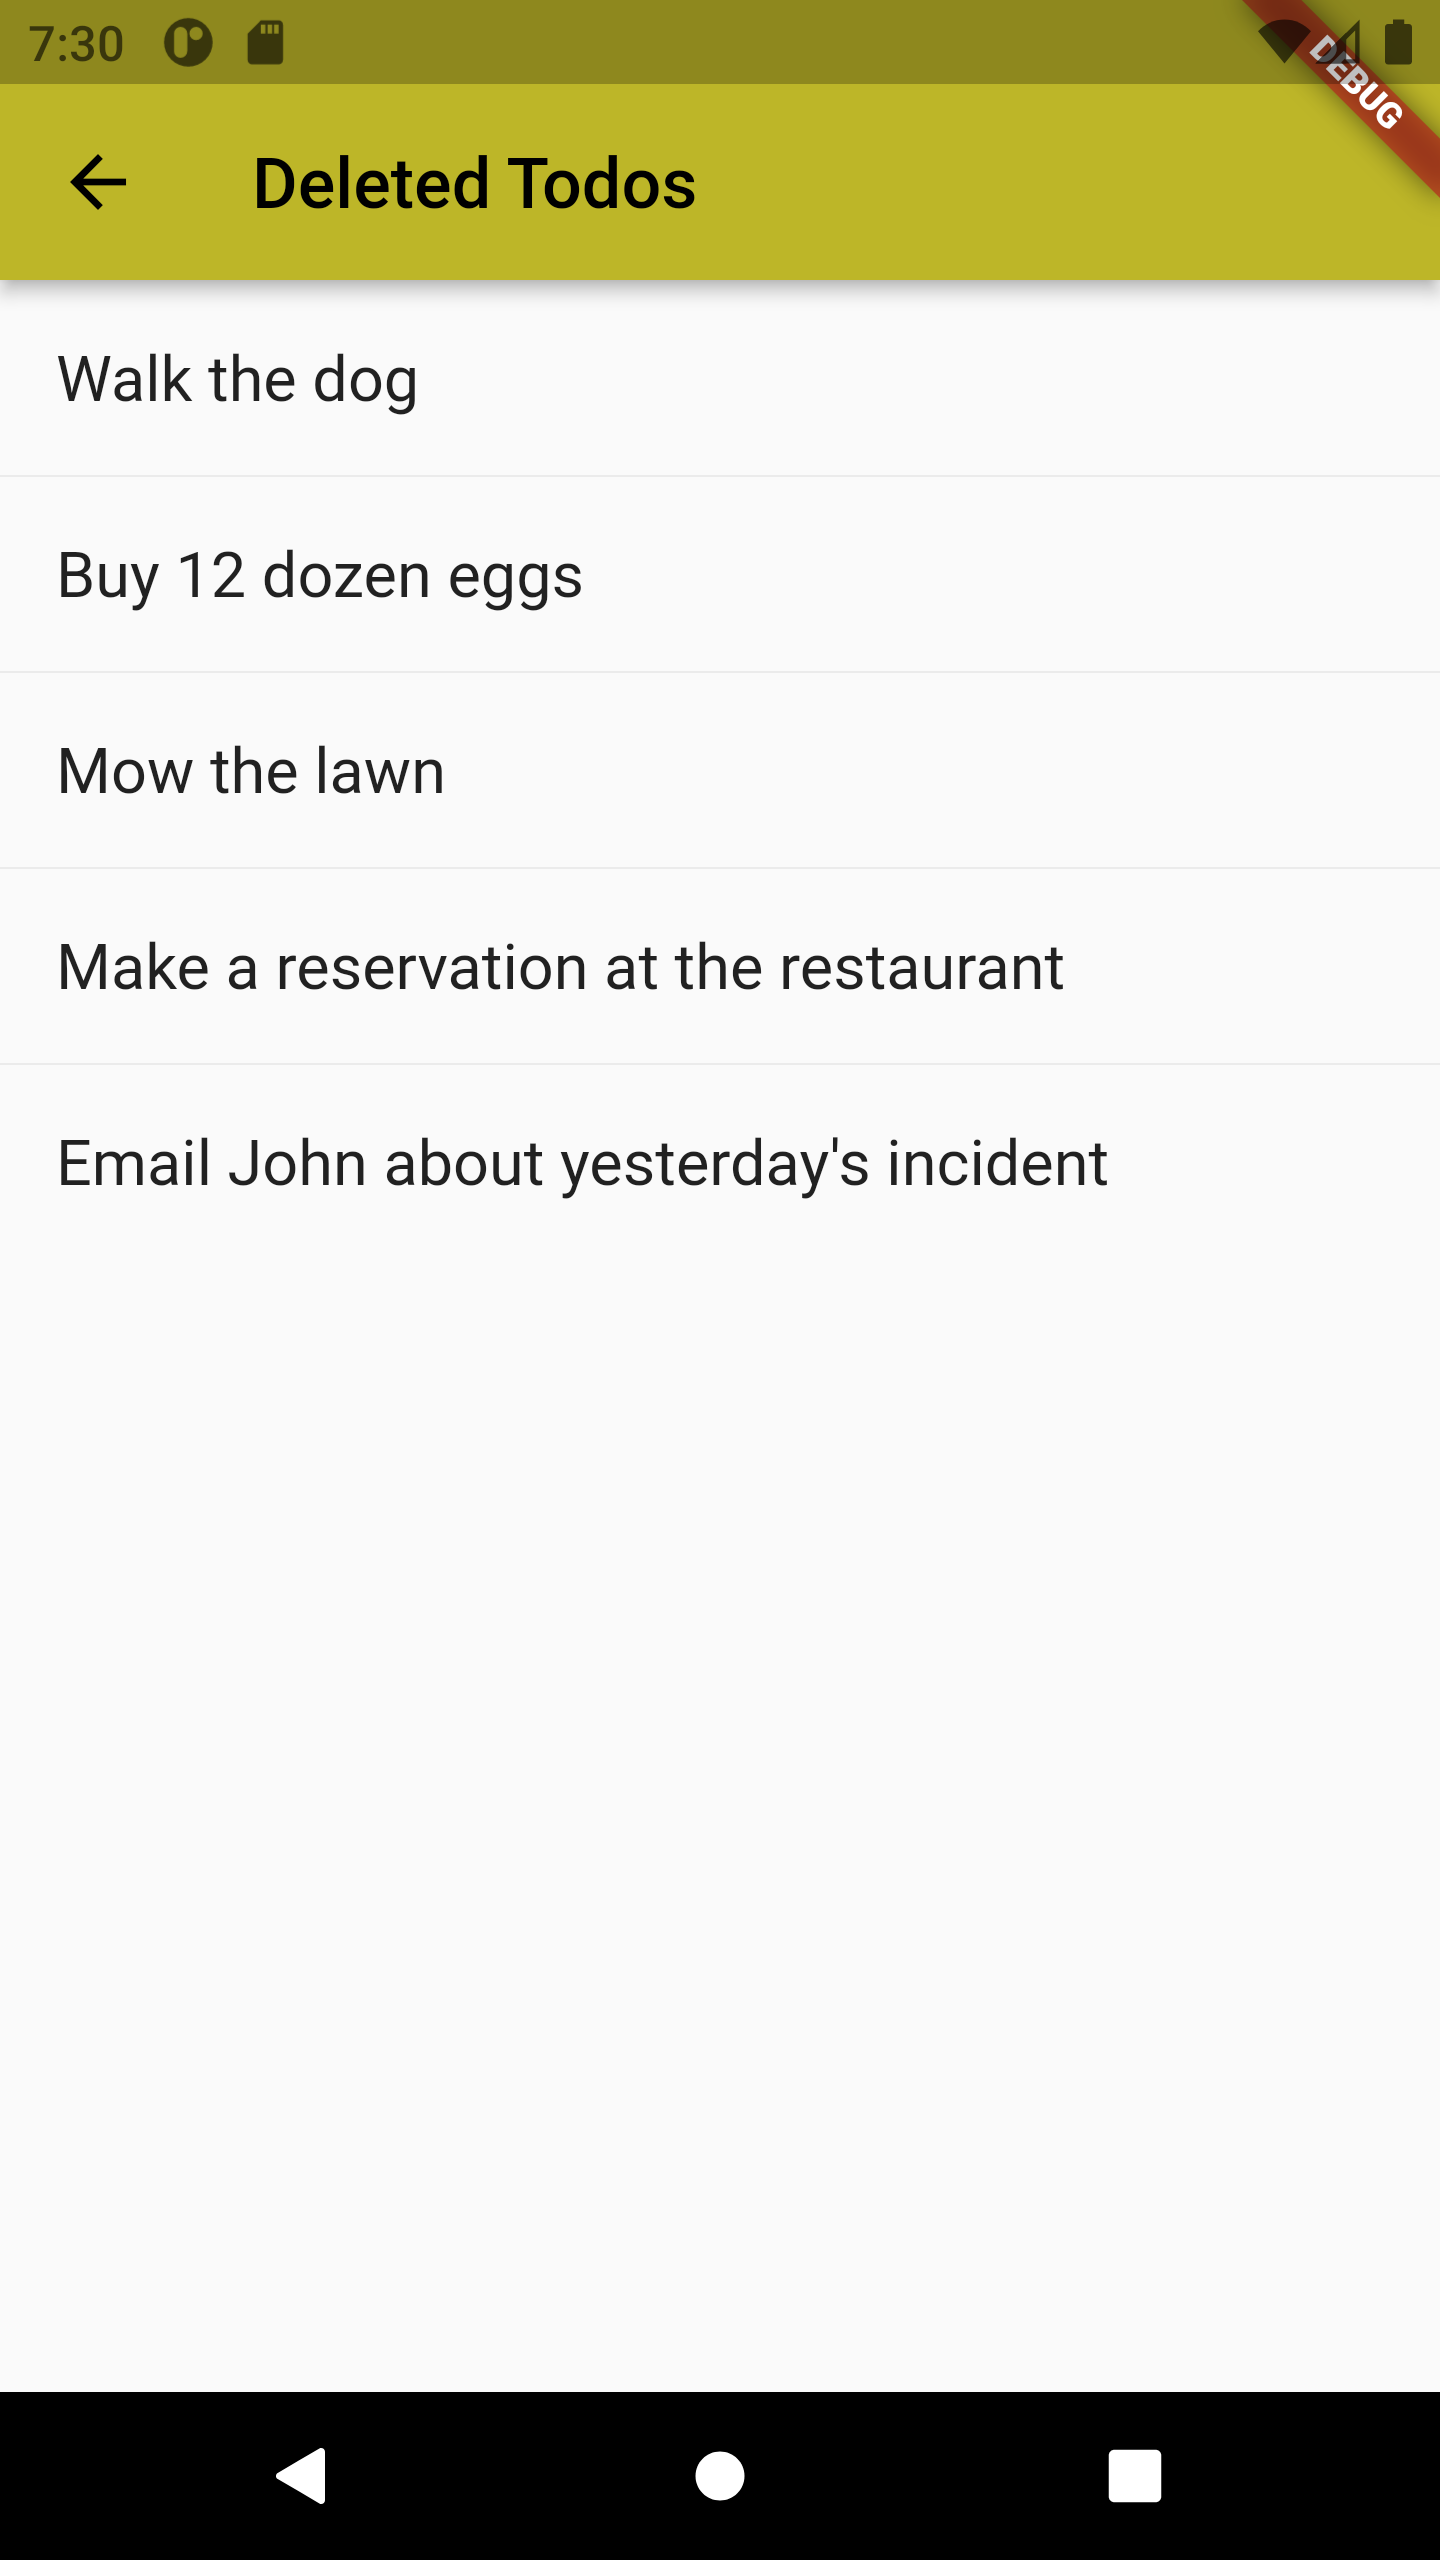 7:30
DEBUG
Deleted Todos
Walk the dog
Buy 12 dozen eggs
Mow the lawn
Make a reservation at the restaurant
Email John about yesterday's incident